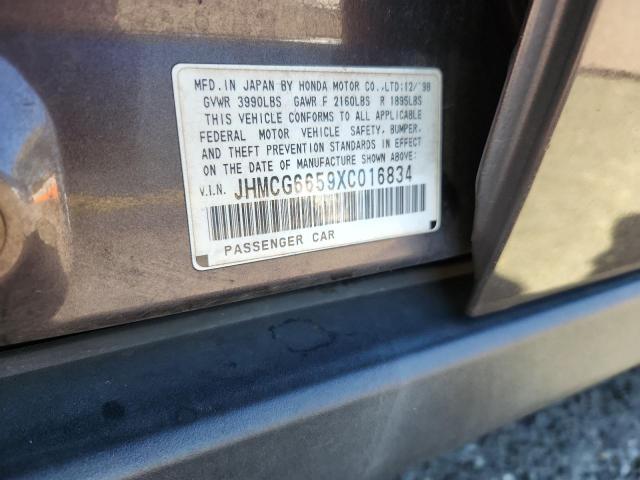 MFD. IN JAPAN BY HONDA MOTOR CO.,LTD:12/'98
GVWR 3990LBS GAWR F 2160LBS R 1895LBS
THIS VEHICLE CONFORMS TO ALL APPLICABLE
FEDERAL MOTOR VEHICLE SAFETY, BUMPER,
AND THEFT PREVENTION STANDARDS IN EFFECT
ON THE DATE OF MANUFACTURE SHOWN ABOVE:
V.I.N. JHMCG6659XC016834
PASSENGER CAR